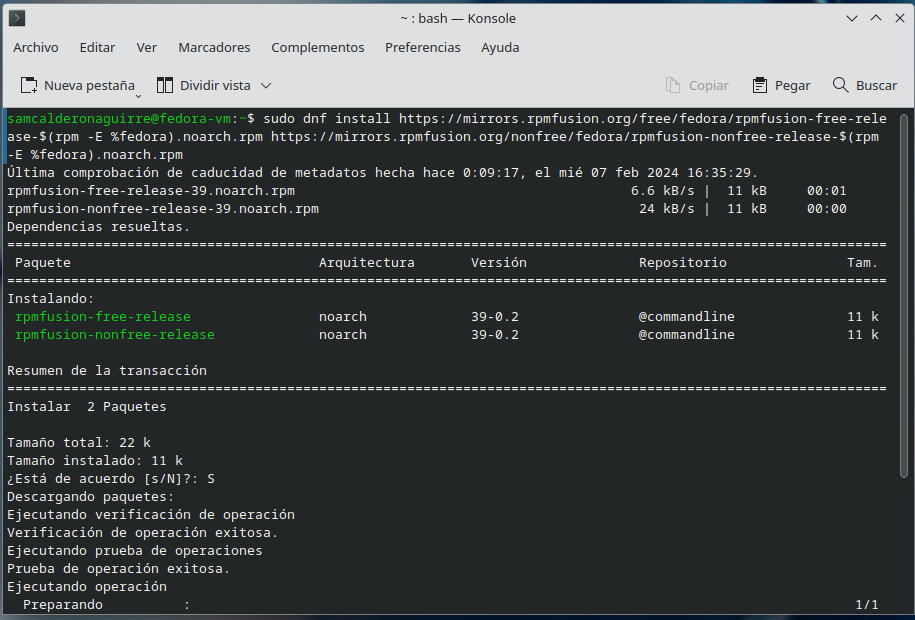 ~ : bash — Konsole
Archivo Editar Ver Marcadores Complementos Preferencias Ayuda
Nueva pestaña Dividir vista Copiar Pegar Buscar
samcalderonaguirre@fedora-vm:~$ sudo dnf install https://mirrors.rpmfusion.org/free/fedora/rpmfusion-free-rele
ase-$(rpm -E %fedora).noarch.rpm https://mirrors.rpmfusion.org/nonfree/fedora/rpmfusion-nonfree-release-$(rpm
-E %fedora).noarch.rpm
Última comprobación de caducidad de metadatos hecha hace 0:09:17, el mié 07 feb 2024 16:35:29.
rpmfusion-free-release-39.noarch.rpm 6.6 kB/s | 11 kB 00:01
rpmfusion-nonfree-release-39.noarch.rpm 24 kB/s | 11 kB 00:00
Dependencias resueltas.
==============================================================================================================
Paquete Arquitectura Versión Repositorio Tam.
==============================================================================================================
Instalando:
rpmfusion-free-release noarch 39-0.2 @commandline 11 k
rpmfusion-nonfree-release noarch 39-0.2 @commandline 11 k
Resumen de la transacción
==============================================================================================================
Instalar 2 Paquetes
Tamaño total: 22 k
Tamaño instalado: 11 k
¿Está de acuerdo [s/N]?: S
Descargando paquetes:
Ejecutando verificación de operación
Verificación de operación exitosa.
Ejecutando prueba de operaciones
Prueba de operación exitosa.
Ejecutando operación
Preparando : 1/1